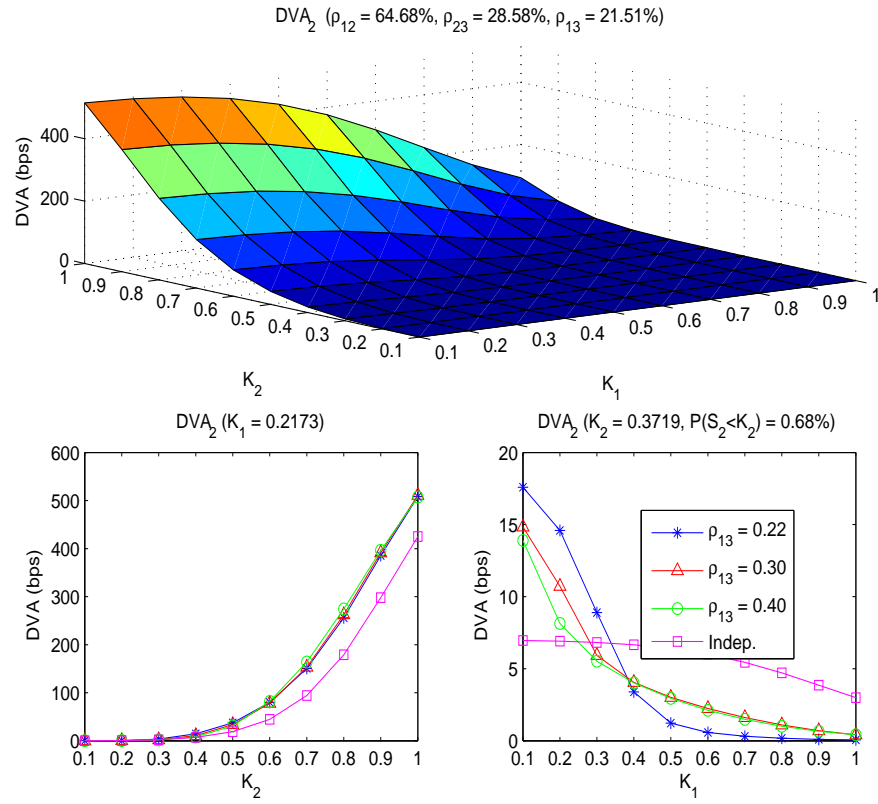 DVA₂ (ρ₁₂ = 64.68%, ρ₂₃ = 28.58%, ρ₁₃ = 21.51%)
DVA (bps)
400
200
0
1 0.9 0.8 0.7 0.6 0.5 0.4 0.3 0.2 0.1
K₂
0.1 0.2 0.3 0.4 0.5 0.6 0.7 0.8 0.9 1
K₁
DVA₂ (K₁ = 0.2173)
DVA (bps)
600
500
400
300
200
100
0
0.1 0.2 0.3 0.4 0.5 0.6 0.7 0.8 0.9 1
K₂
DVA₂ (K₂ = 0.3719, P(S₂<K₂) = 0.68%)
DVA (bps)
20
15
10
5
0
0.1 0.2 0.3 0.4 0.5 0.6 0.7 0.8 0.9 1
K₁
ρ₁₃ = 0.22
ρ₁₃ = 0.30
ρ₁₃ = 0.40
Indep.